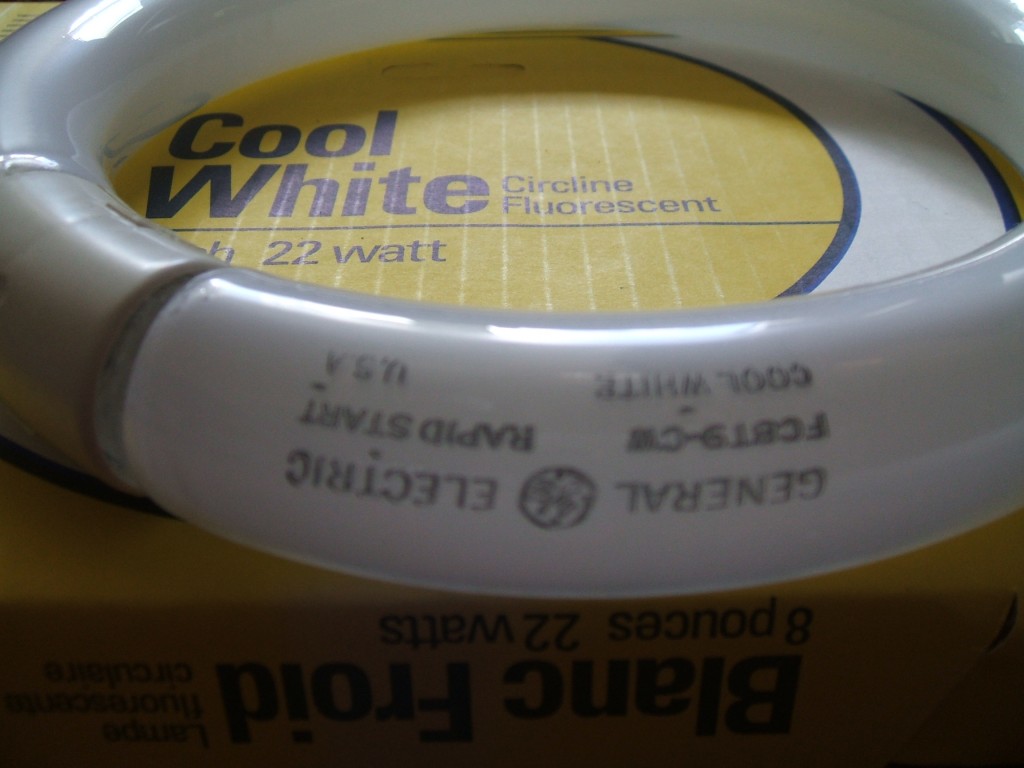 Cool
White Circline
Fluorescent
22 watt
GENERAL GE ELECTRIC
FC8T9-CW RAPID START
COOL WHITE U.S.A
8 pouces 22 watts
Blanc Froid Lampe
fluorescente
circulaire